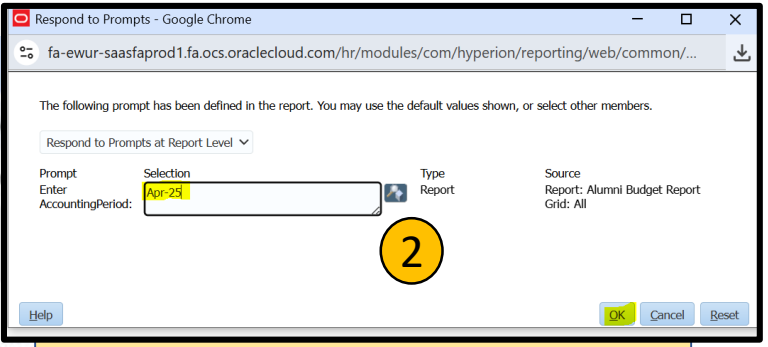 Respond to Prompts - Google Chrome
fa-ewur-saasfaprod1.fa.ocs.oraclecloud.com/hr/modules/com/hyperion/reporting/web/common/...
The following prompt has been defined in the report. You may use the default values shown, or select other members.
Respond to Prompts at Report Level
Prompt Selection Type Source
Enter Apr-25 Report Report: Alumni Budget Report
AccountingPeriod: Grid: All
2
Help OK Cancel Reset